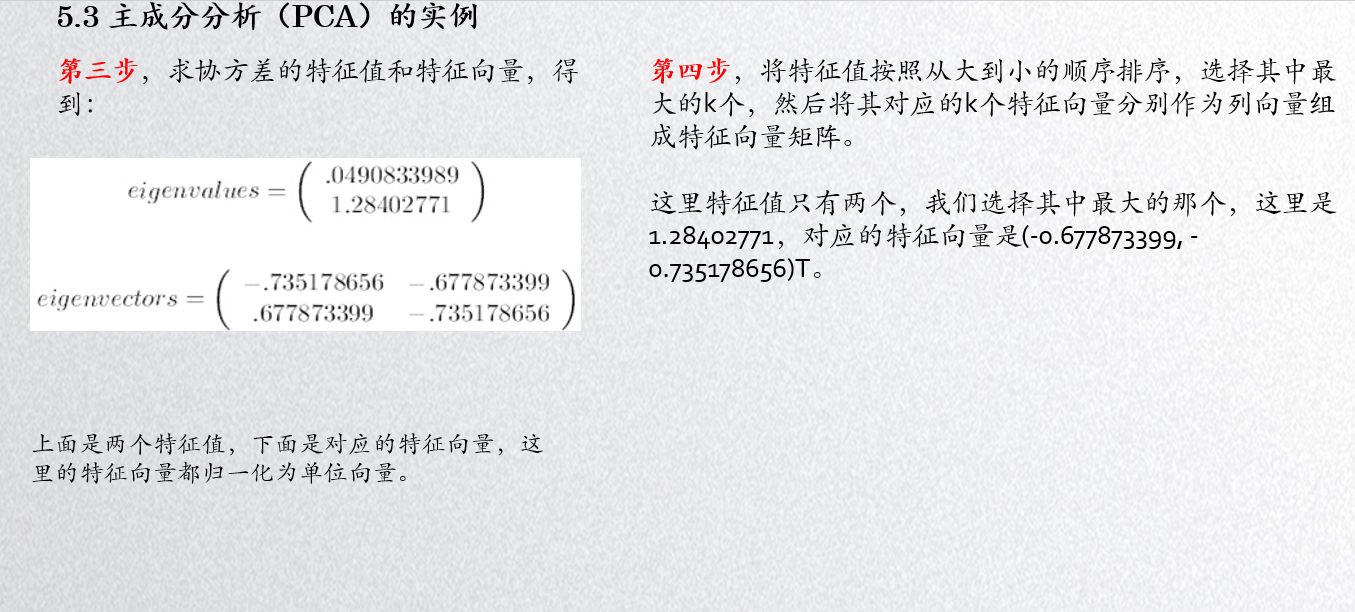 5.3 主成分分析（PCA）的实例
第三步，求协方差的特征值和特征向量，得
到：
eigenvalues = ( .0490833989
1.28402771 )
eigenvectors = ( −.735178656 −.677873399
.677873399 −.735178656 )
上面是两个特征值，下面是对应的特征向量，这
里的特征向量都归一化为单位向量。
第四步，将特征值按照从大到小的顺序排序，选择其中最
大的k个，然后将其对应的k个特征向量分别作为列向量组
成特征向量矩阵。
这里特征值只有两个，我们选择其中最大的那个，这里是
1.28402771，对应的特征向量是(-0.677873399, -
0.735178656)T。